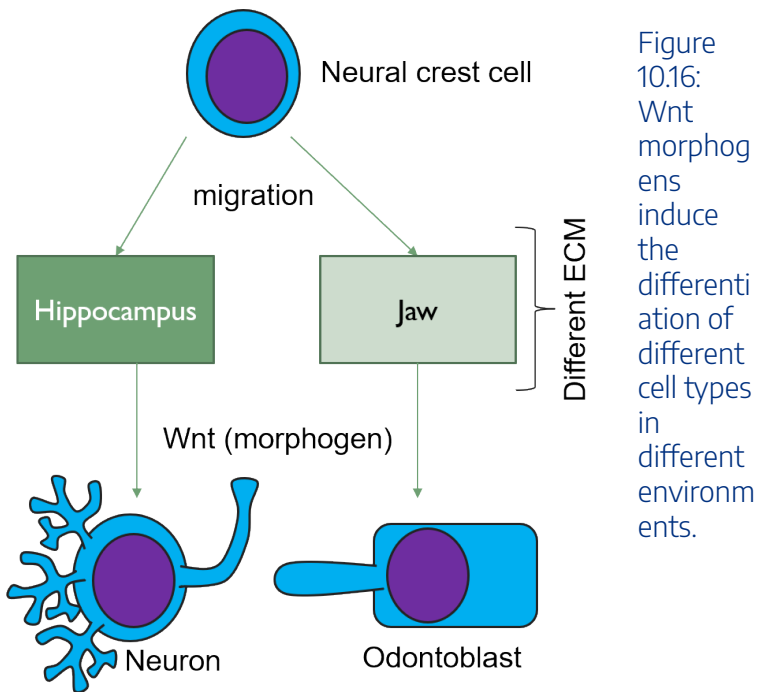 Neural crest cell
migration
Hippocampus
Jaw
Different ECM
Wnt (morphogen)
Neuron
Odontoblast
Figure
10.16:
Wnt
morphog
ens
induce
the
differenti
ation of
different
cell types
in
different
environm
ents.